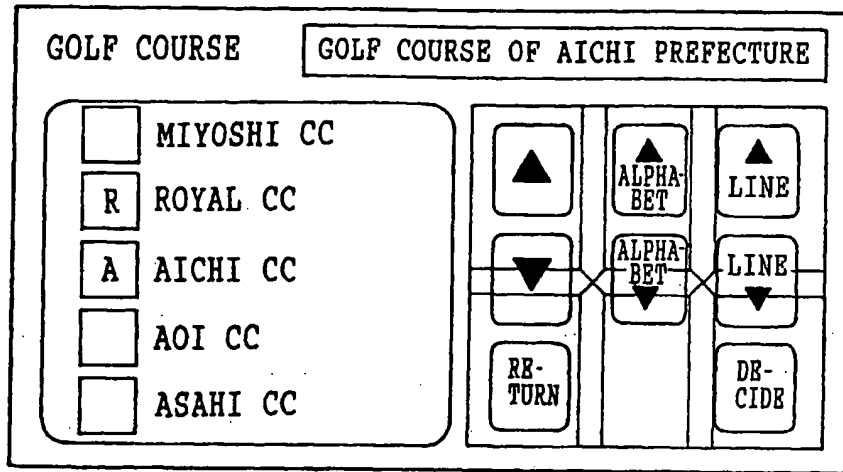 GOLF COURSE
GOLF COURSE OF AICHI PREFECTURE
MIYOSHI CC
R ROYAL CC
A AICHI CC
AOI CC
ASAHI CC
▲
▲ ALPHA-
BET
▲
LINE
▼
ALPHA-
BET
▼
LINE
▼
RE-
TURN
DE-
CIDE